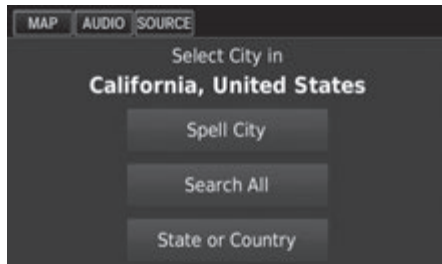 MAP AUDIO SOURCE
Select City in
California, United States
Spell City
Search All
State or Country